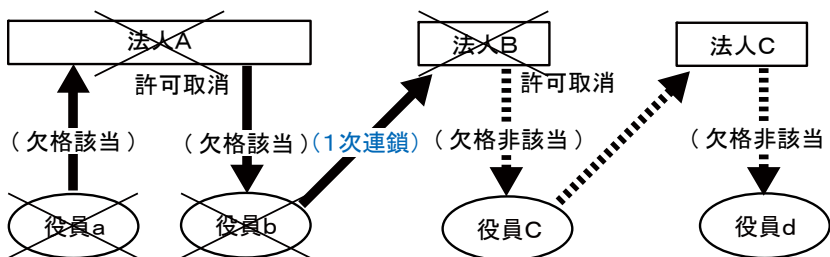 法人A
法人B
法人C
許可取消
許可取消
(欠格該当)
(欠格該当)
(1次連鎖)
(欠格非該当)
(欠格非該当
役員a
役員b
役員C
役員d